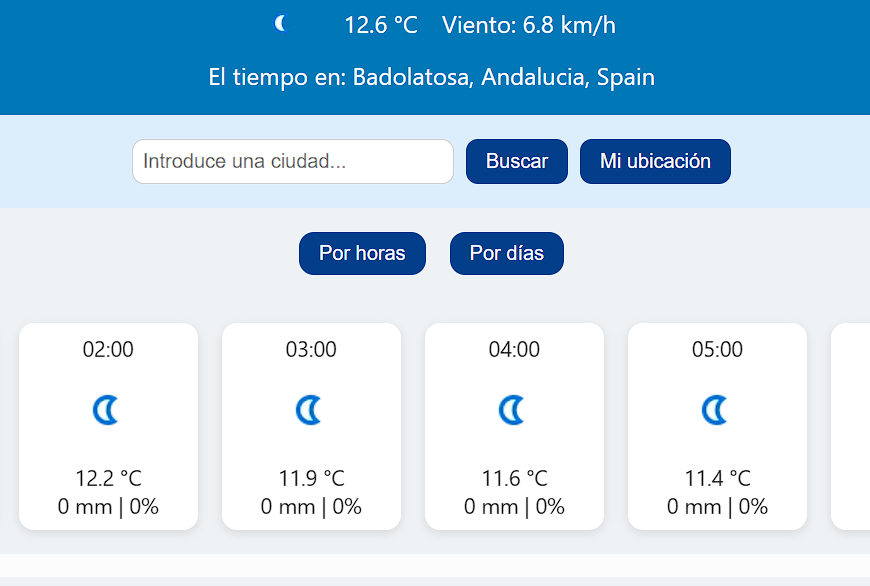 12.6 °C Viento: 6.8 km/h
El tiempo en: Badolatosa, Andalucia, Spain
Introduce una ciudad... Buscar Mi ubicación
Por horas Por días
02:00 03:00 04:00 05:00
12.2 °C 11.9 °C 11.6 °C 11.4 °C
0 mm | 0% 0 mm | 0% 0 mm | 0% 0 mm | 0%